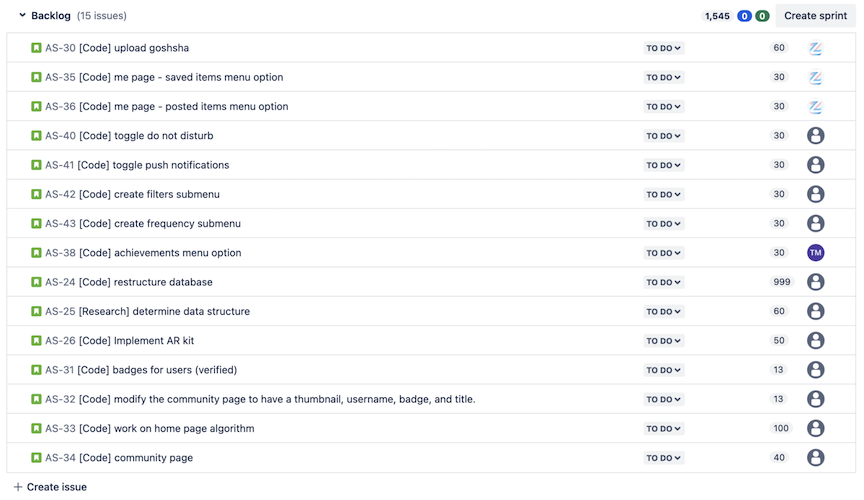 Backlog (15 issues) 1,545 0 0 Create sprint
AS-30 [Code] upload goshsha TO DO 60
AS-35 [Code] me page - saved items menu option TO DO 30
AS-36 [Code] me page - posted items menu option TO DO 30
AS-40 [Code] toggle do not disturb TO DO 30
AS-41 [Code] toggle push notifications TO DO 30
AS-42 [Code] create filters submenu TO DO 30
AS-43 [Code] create frequency submenu TO DO 30
AS-38 [Code] achievements menu option TO DO 30 TM
AS-24 [Code] restructure database TO DO 999
AS-25 [Research] determine data structure TO DO 60
AS-26 [Code] Implement AR kit TO DO 50
AS-31 [Code] badges for users (verified) TO DO 13
AS-32 [Code] modify the community page to have a thumbnail, username, badge, and title. TO DO 13
AS-33 [Code] work on home page algorithm TO DO 100
AS-34 [Code] community page TO DO 40
+ Create issue